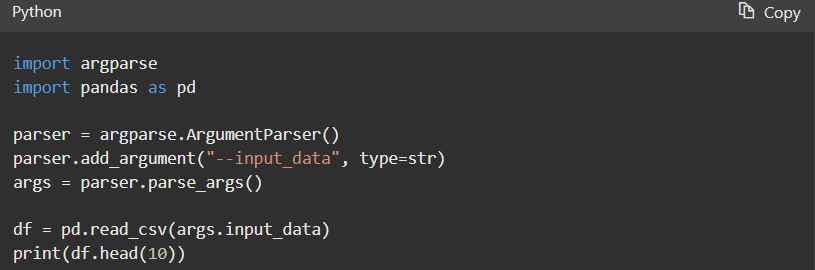 Python
Copy
import argparse
import pandas as pd
parser = argparse.ArgumentParser()
parser.add_argument("--input_data", type=str)
args = parser.parse_args()
df = pd.read_csv(args.input_data)
print(df.head(10))